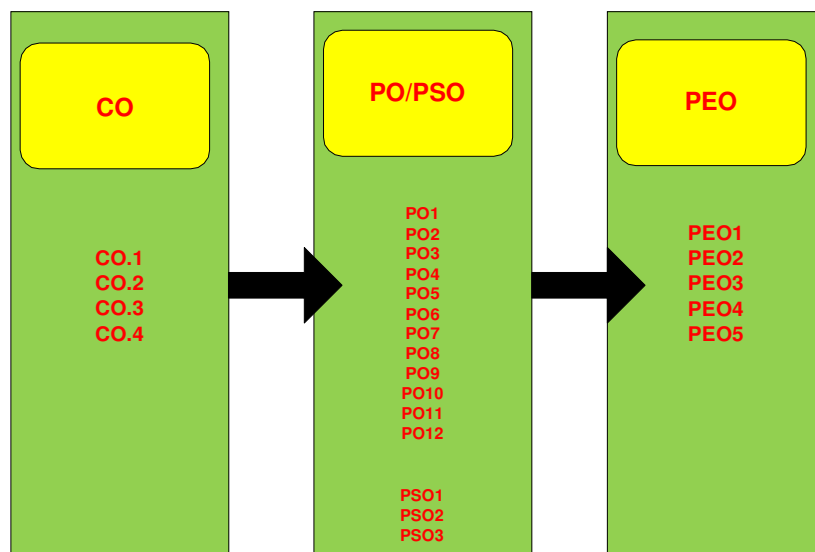 CO
CO.1
CO.2
CO.3
CO.4
PO/PSO
PO1
PO2
PO3
PO4
PO5
PO6
PO7
PO8
PO9
PO10
PO11
PO12
PSO1
PSO2
PSO3
PEO
PEO1
PEO2
PEO3
PEO4
PEO5